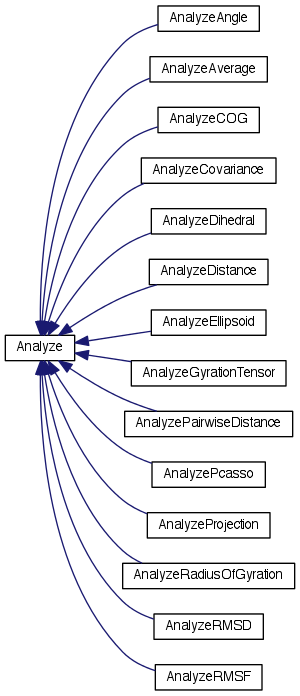 AnalyzeAngle
AnalyzeAverage
AnalyzeCOG
AnalyzeCovariance
AnalyzeDihedral
AnalyzeDistance
AnalyzeEllipsoid
Analyze
AnalyzeGyrationTensor
AnalyzePairwiseDistance
AnalyzePcasso
AnalyzeProjection
AnalyzeRadiusOfGyration
AnalyzeRMSD
AnalyzeRMSF